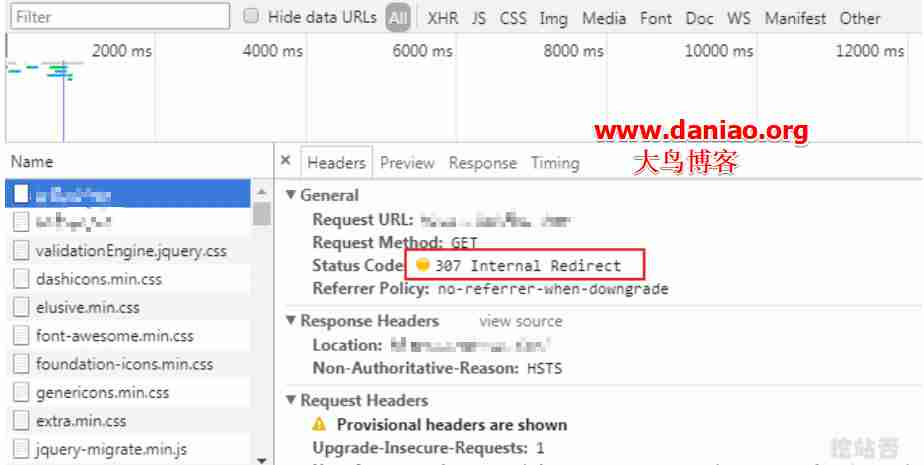 Filter Hide data URLs All XHR JS CSS Img Media Font Doc WS Manifest Other
2000 ms 4000 ms 6000 ms 8000 ms 10000 ms 12000 ms
www.daniao.org
大鸟博客
Name
× Headers Preview Response Timing
General
Request URL:
Request Method: GET
validationEngine.jquery.css
Status Code: 307 Internal Redirect
dashicons.min.css
Referrer Policy: no-referrer-when-downgrade
elusive.min.css
Response Headers view source
font-awesome.min.css
Location:
foundation-icons.min.css
Non-Authoritative-Reason: HSTS
genericons.min.css
Request Headers
extra.min.css
Provisional headers are shown
jquery-migrate.min.js
Upgrade-Insecure-Requests: 1
挖站否